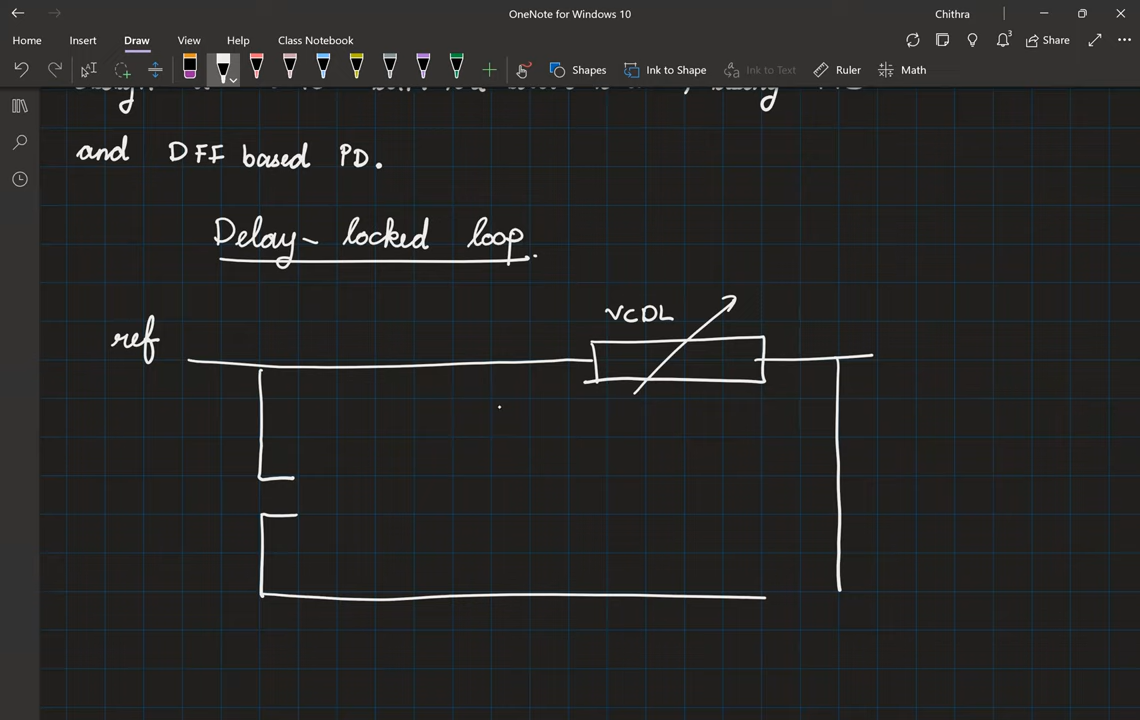 OneNote for Windows 10
Chithra
Home Insert Draw View Help Class Notebook
3 Share
Shapes Ink to Shape Ink to Text Ruler Math
and DFF based PD.
Delay- locked loop.
VCDL
ref